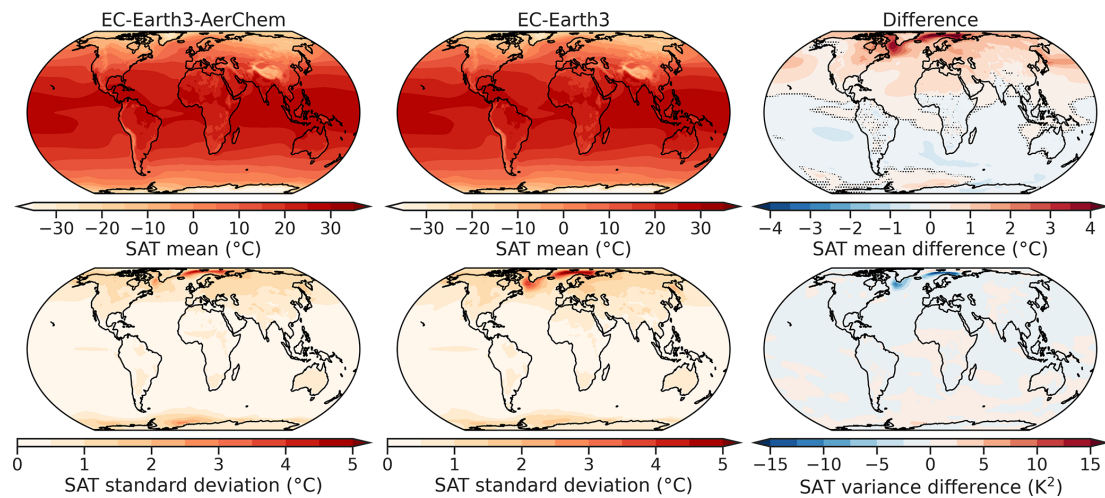 EC-Earth3-AerChem
EC-Earth3
Difference
−30 −20 −10 0 10 20 30
SAT mean (°C)
−30 −20 −10 0 10 20 30
SAT mean (°C)
−4 −3 −2 −1 0 1 2 3 4
SAT mean difference (°C)
0 1 2 3 4 5
SAT standard deviation (°C)
0 1 2 3 4 5
SAT standard deviation (°C)
−15 −10 −5 0 5 10 15
SAT variance difference (K²)